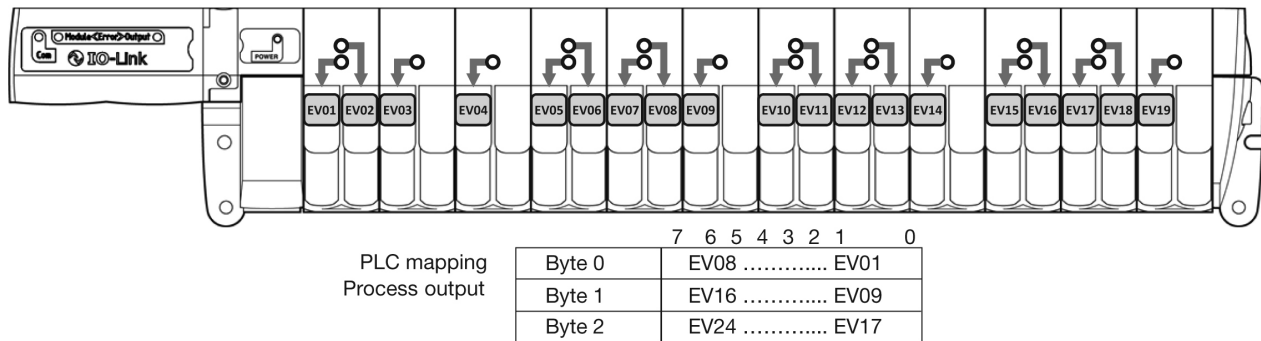 Module<Error>Output
Com
IO-Link
POWER
EV01 EV02 EV03 EV04 EV05 EV06 EV07 EV08 EV09 EV10 EV11 EV12 EV13 EV14 EV15 EV16 EV17 EV18 EV19
7 6 5 4 3 2 1 0
PLC mapping Byte 0 EV08 ............ EV01
Process output Byte 1 EV16 ............ EV09
Byte 2 EV24 ............ EV17